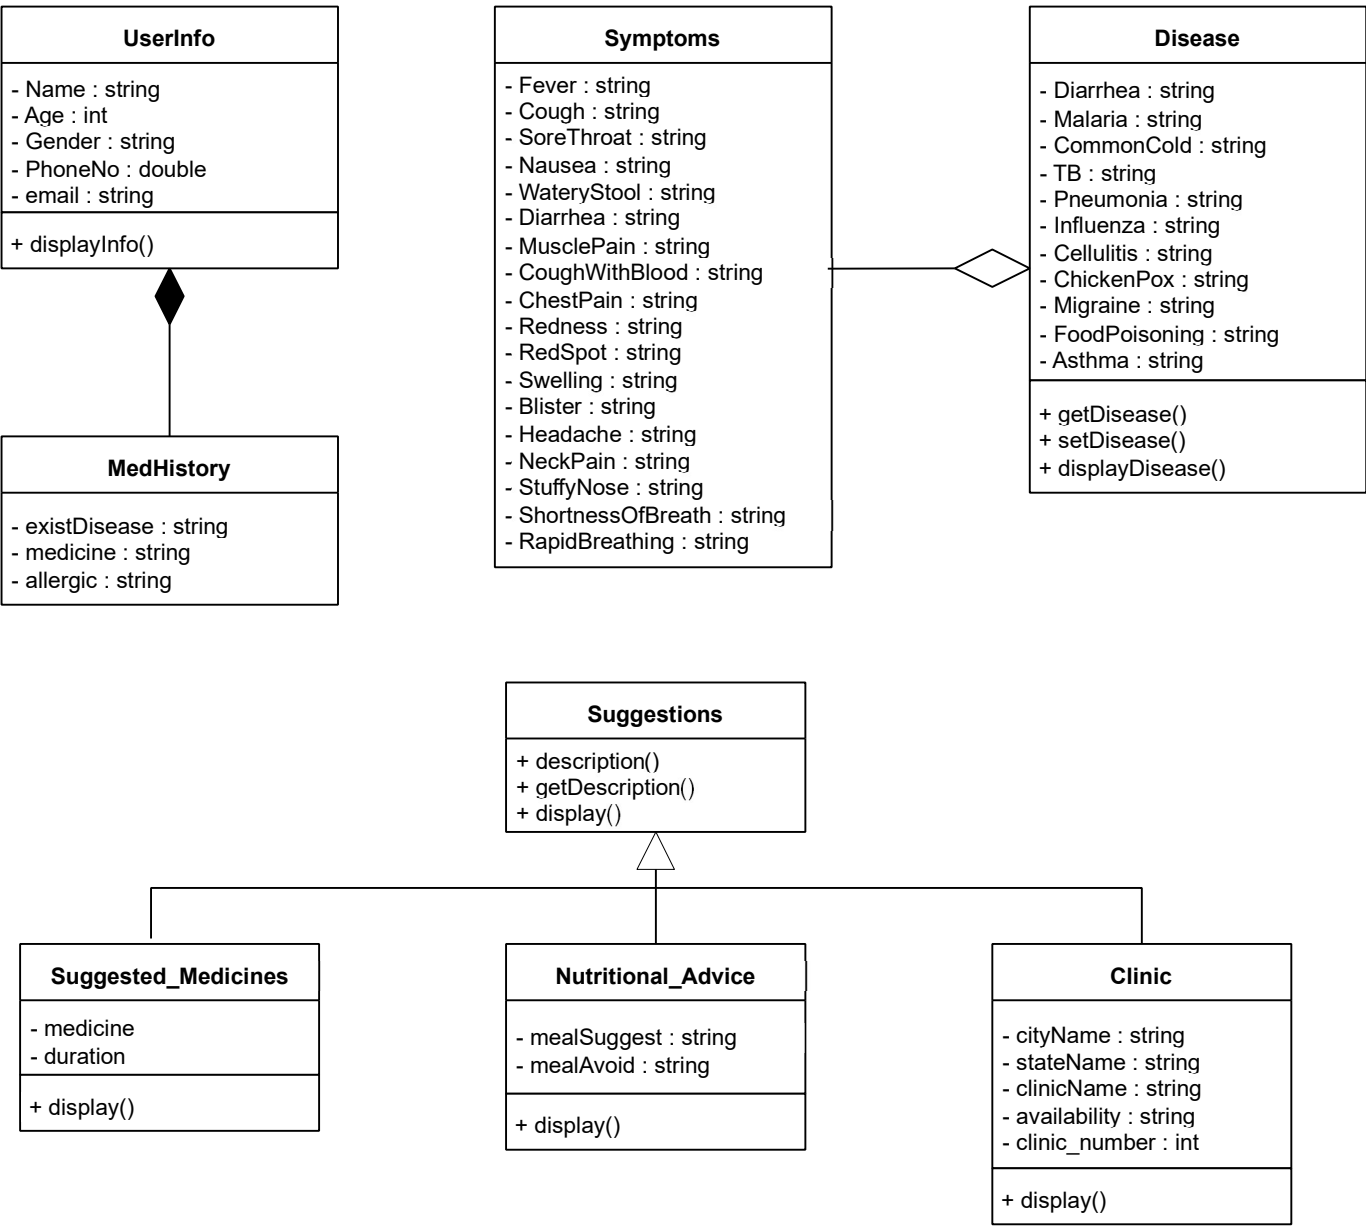 UserInfo
- Name : string
- Age : int
- Gender : string
- PhoneNo : double
- email : string
+ displayInfo()
MedHistory
- existDisease : string
- medicine : string
- allergic : string
Symptoms
- Fever : string
- Cough : string
- SoreThroat : string
- Nausea : string
- WateryStool : string
- Diarrhea : string
- MusclePain : string
- CoughWithBlood : string
- ChestPain : string
- Redness : string
- RedSpot : string
- Swelling : string
- Blister : string
- Headache : string
- NeckPain : string
- StuffyNose : string
- ShortnessOfBreath : string
- RapidBreathing : string
Disease
- Diarrhea : string
- Malaria : string
- CommonCold : string
- TB : string
- Pneumonia : string
- Influenza : string
- Cellulitis : string
- ChickenPox : string
- Migraine : string
- FoodPoisoning : string
- Asthma : string
+ getDisease()
+ setDisease()
+ displayDisease()
Suggestions
+ description()
+ getDescription()
+ display()
Suggested_Medicines
- medicine
- duration
+ display()
Nutritional_Advice
- mealSuggest : string
- mealAvoid : string
+ display()
Clinic
- cityName : string
- stateName : string
- clinicName : string
- availability : string
- clinic_number : int
+ display()